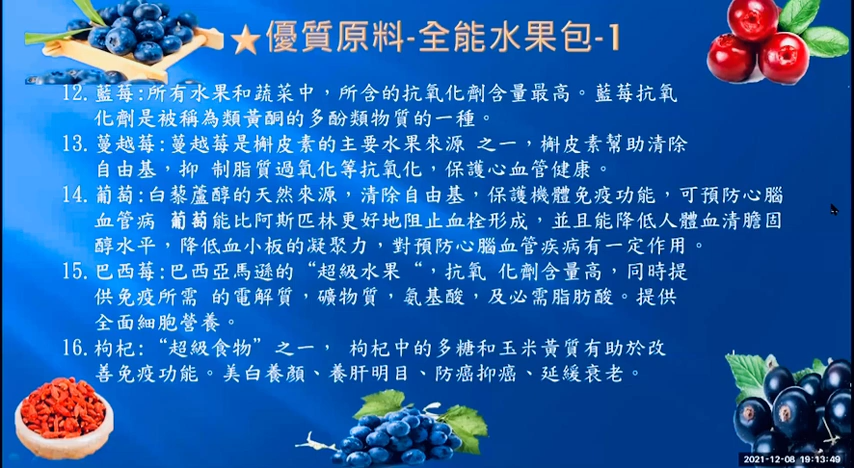 ★優質原料-全能水果包-1
12. 藍莓:所有水果和蔬菜中，所含的抗氧化劑含量最高。藍莓抗氧
化劑是被稱為類黃酮的多酚類物質的一種。
13. 蔓越莓:蔓越莓是槲皮素的主要水果來源 之一，槲皮素幫助清除
自由基，抑 制脂質過氧化等抗氧化，保護心血管健康。
14. 葡萄:白藜蘆醇的天然來源，清除自由基，保護機體免疫功能，可預防心腦
血管病 葡萄能比阿斯匹林更好地阻止血栓形成，並且能降低人體血清膽固
醇水平，降低血小板的凝聚力，對預防心腦血管疾病有一定作用。
15. 巴西莓:巴西亞馬遜的“超級水果“，抗氧 化劑含量高，同時提
供免疫所需 的電解質，礦物質，氨基酸，及必需脂肪酸。提供
全面細胞營養。
16. 枸杞:“超級食物”之一， 枸杞中的多糖和玉米黃質有助於改
善免疫功能。美白養顏、養肝明目、防癌抑癌、延緩衰老。
2021-12-08 19:13:49